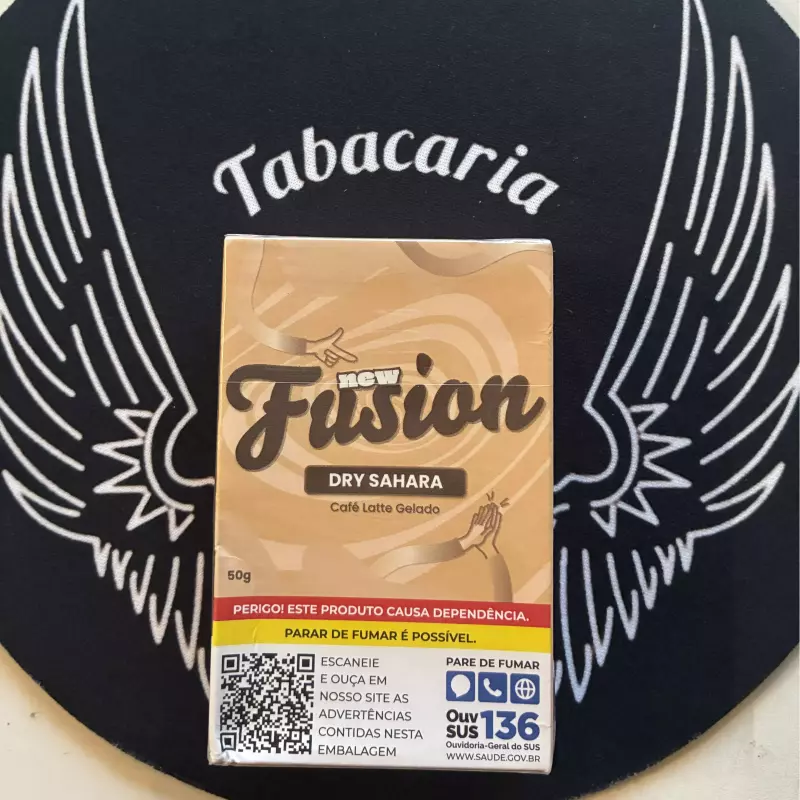 Tabacaria
new
Fusion
DRY SAHARA
Café Latte Gelado
50g
PERIGO! ESTE PRODUTO CAUSA DEPENDÊNCIA.
PARAR DE FUMAR É POSSÍVEL.
ESCANEIE
E OUÇA EM
NOSSO SITE AS
ADVERTÊNCIAS
CONTIDAS NESTA
EMBALAGEM
PARE DE FUMAR
Ouv
SUS 136
Ouvidoria-Geral do SUS
WWW.SAUDE.GOV.BR